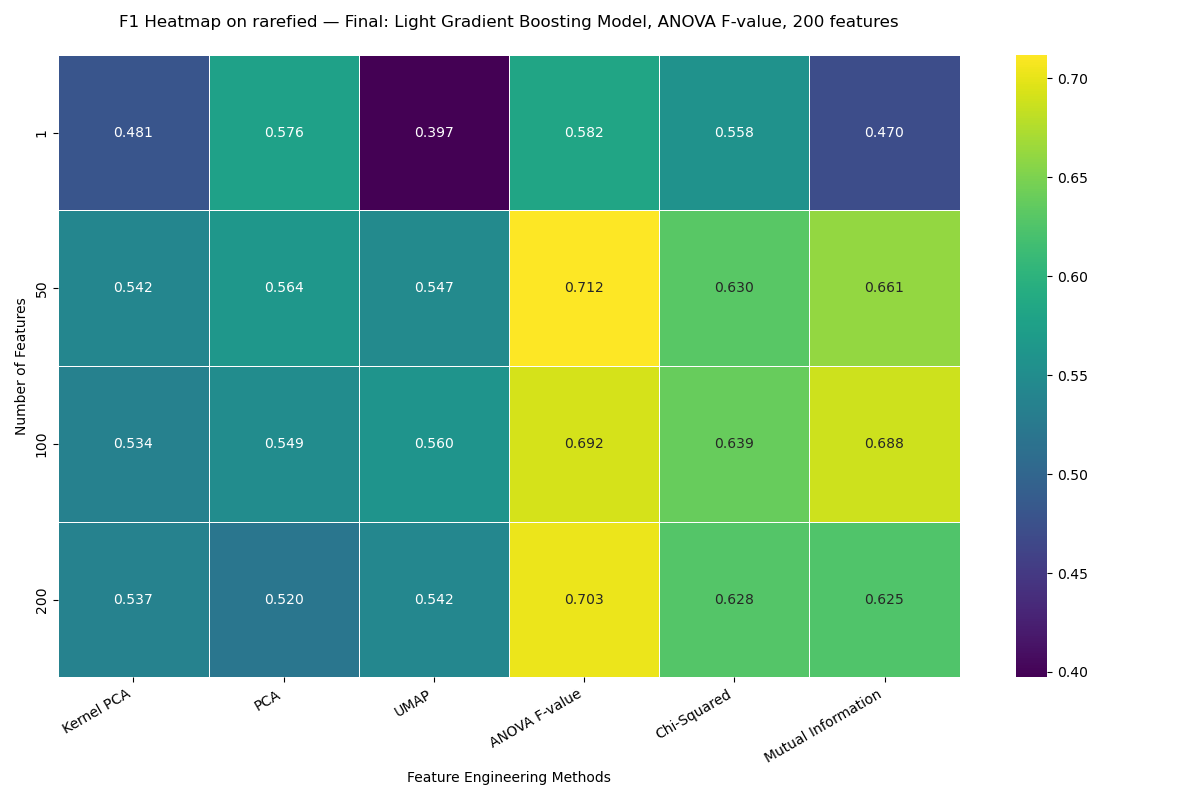 F1 Heatmap on rarefied — Final: Light Gradient Boosting Model, ANOVA F-value, 200 features
Number of Features
1
0.481 0.576 0.397 0.582 0.558 0.470
50
0.542 0.564 0.547 0.712 0.630 0.661
100
0.534 0.549 0.560 0.692 0.639 0.688
200
0.537 0.520 0.542 0.703 0.628 0.625
Kernel PCA
PCA
UMAP
ANOVA F-value
Chi-Squared
Mutual Information
Feature Engineering Methods
0.70
0.65
0.60
0.55
0.50
0.45
0.40